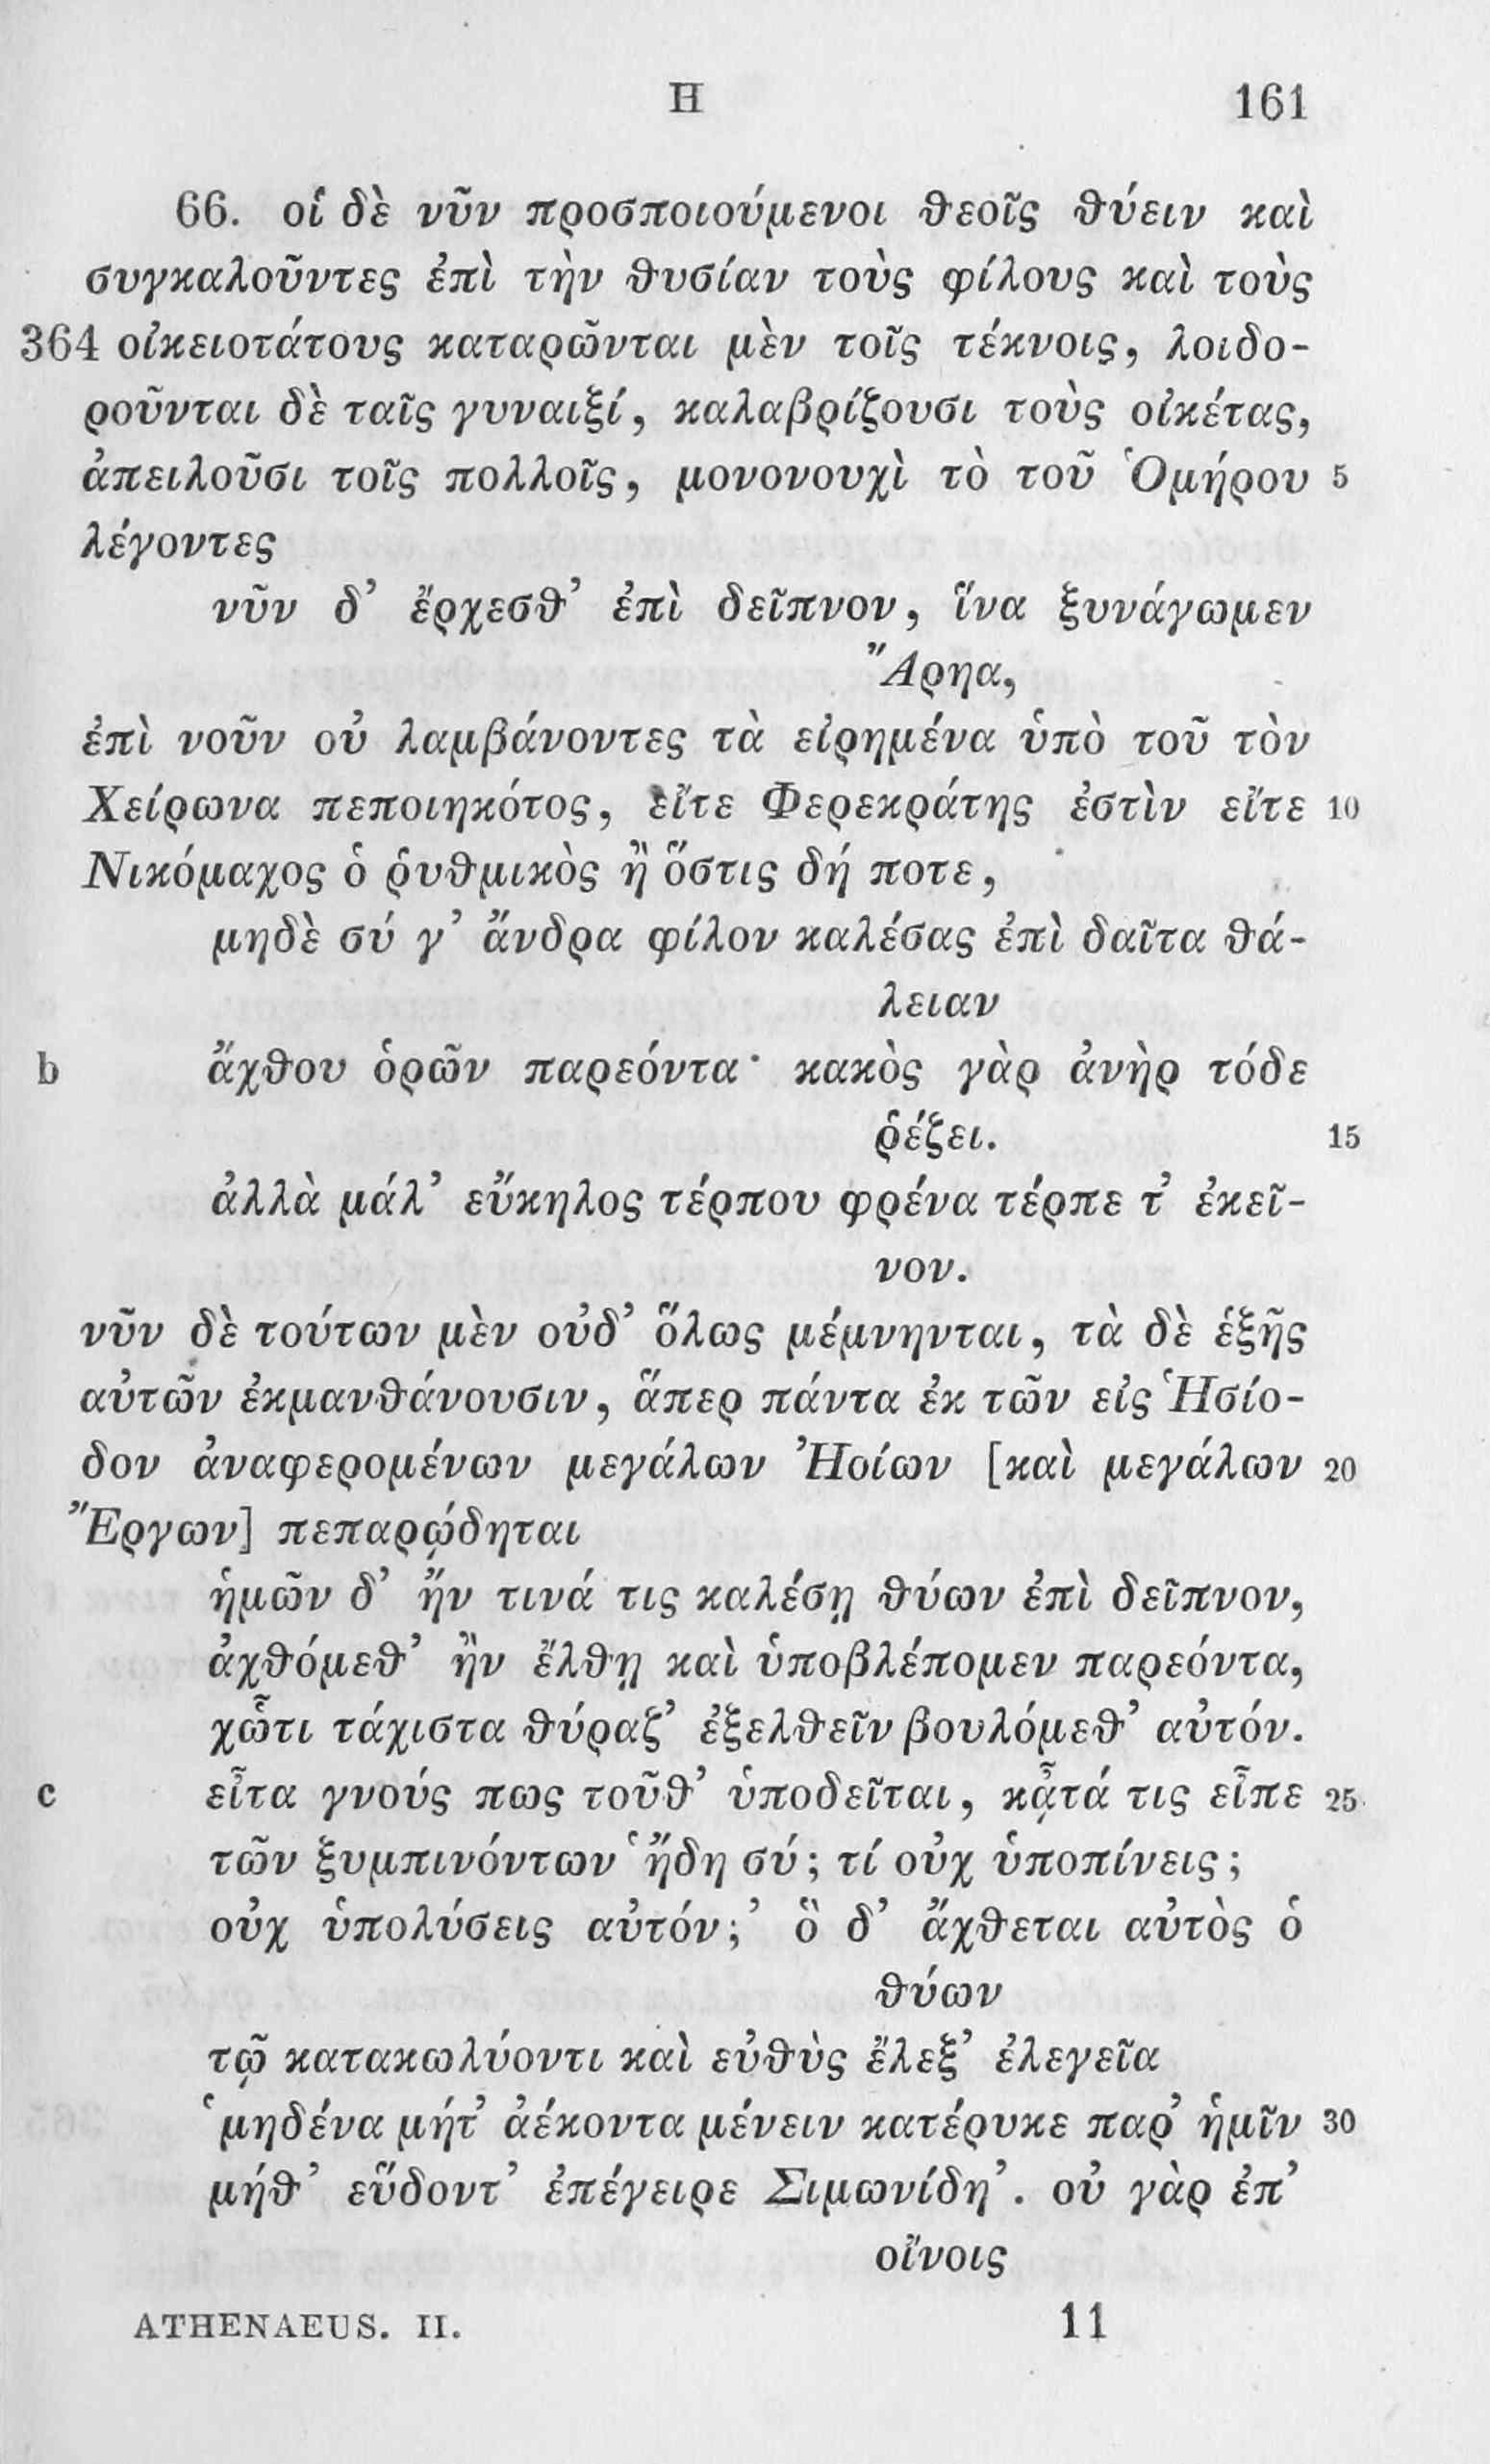 H 161
66. οἱ δὲ νῦν προσποιούμενοι θεοῖς θύειν καὶ
συγκαλοῦντες ἐπὶ τὴν θυσίαν τοὺς φίλους καὶ τοὺς
364 οἰκειοτάτους καταρῶνται μὲν τοῖς τέκνοις, λοιδο-
ροῦνται δὲ ταῖς γυναιξί, καλαβρίζουσι τοὺς οἰκέτας,
ἀπειλοῦσι τοῖς πολλοῖς, μονονουχὶ τὸ τοῦ Ὁμήρου 5
λέγοντες
νῦν δ’ ἔρχεσθ’ ἐπὶ δεῖπνον, ἵνα ξυνάγωμεν
Ἄρηα,
ἐπὶ νοῦν οὐ λαμβάνοντες τὰ εἰρημένα ὑπὸ τοῦ τὸν
Χείρωνα πεποιηκότος, εἴτε Φερεκράτης ἐστὶν εἴτε 10
Νικόμαχος ὁ ῥυθμικὸς ἢ ὅστις δή ποτε,
μηδὲ σύ γ’ ἄνδρα φίλον καλέσας ἐπὶ δαῖτα θά-
λειαν
b ἄχθου ὁρῶν παρεόντα· κακὸς γὰρ ἀνὴρ τόδε
ῥέζει. 15
ἀλλὰ μάλ’ εὔκηλος τέρπου φρένα τέρπε τ’ ἐκεῖ-
νον.
νῦν δὲ τούτων μὲν οὐδ’ ὅλως μέμνηνται, τὰ δὲ ἑξῆς
αὐτῶν ἐκμανθάνουσιν, ἅπερ πάντα ἐκ τῶν εἰς Ἡσίο-
δον ἀναφερομένων μεγάλων Ἠοίων [καὶ μεγάλων 20
Ἔργων] πεπαρῴδηται
ἡμῶν δ’ ἤν τινά τις καλέσῃ θύων ἐπὶ δεῖπνον,
ἀχθόμεθ’ ἢν ἔλθῃ καὶ ὑποβλέπομεν παρεόντα,
χὦτι τάχιστα θύραζ’ ἐξελθεῖν βουλόμεθ’ αὐτόν.
c εἶτα γνούς πως τοῦθ’ ὑποδεῖται, κᾆτά τις εἶπε 25
τῶν ξυμπινόντων ‘ἤδη σύ; τί οὐχ ὑποπίνεις;
οὐχ ὑπολύσεις αὐτόν;’ ὃ δ’ ἄχθεται αὐτὸς ὁ
θύων
τῷ κατακωλύοντι καὶ εὐθὺς ἔλεξ’ ἐλεγεῖα
‘μηδένα μήτ’ ἀέκοντα μένειν κατέρυκε παρ’ ἡμῖν 30
μήθ’ εὕδοντ’ ἐπέγειρε Σιμωνίδη’. οὐ γὰρ ἐπ’
οἴνοις
ATHENAEUS. II. 11